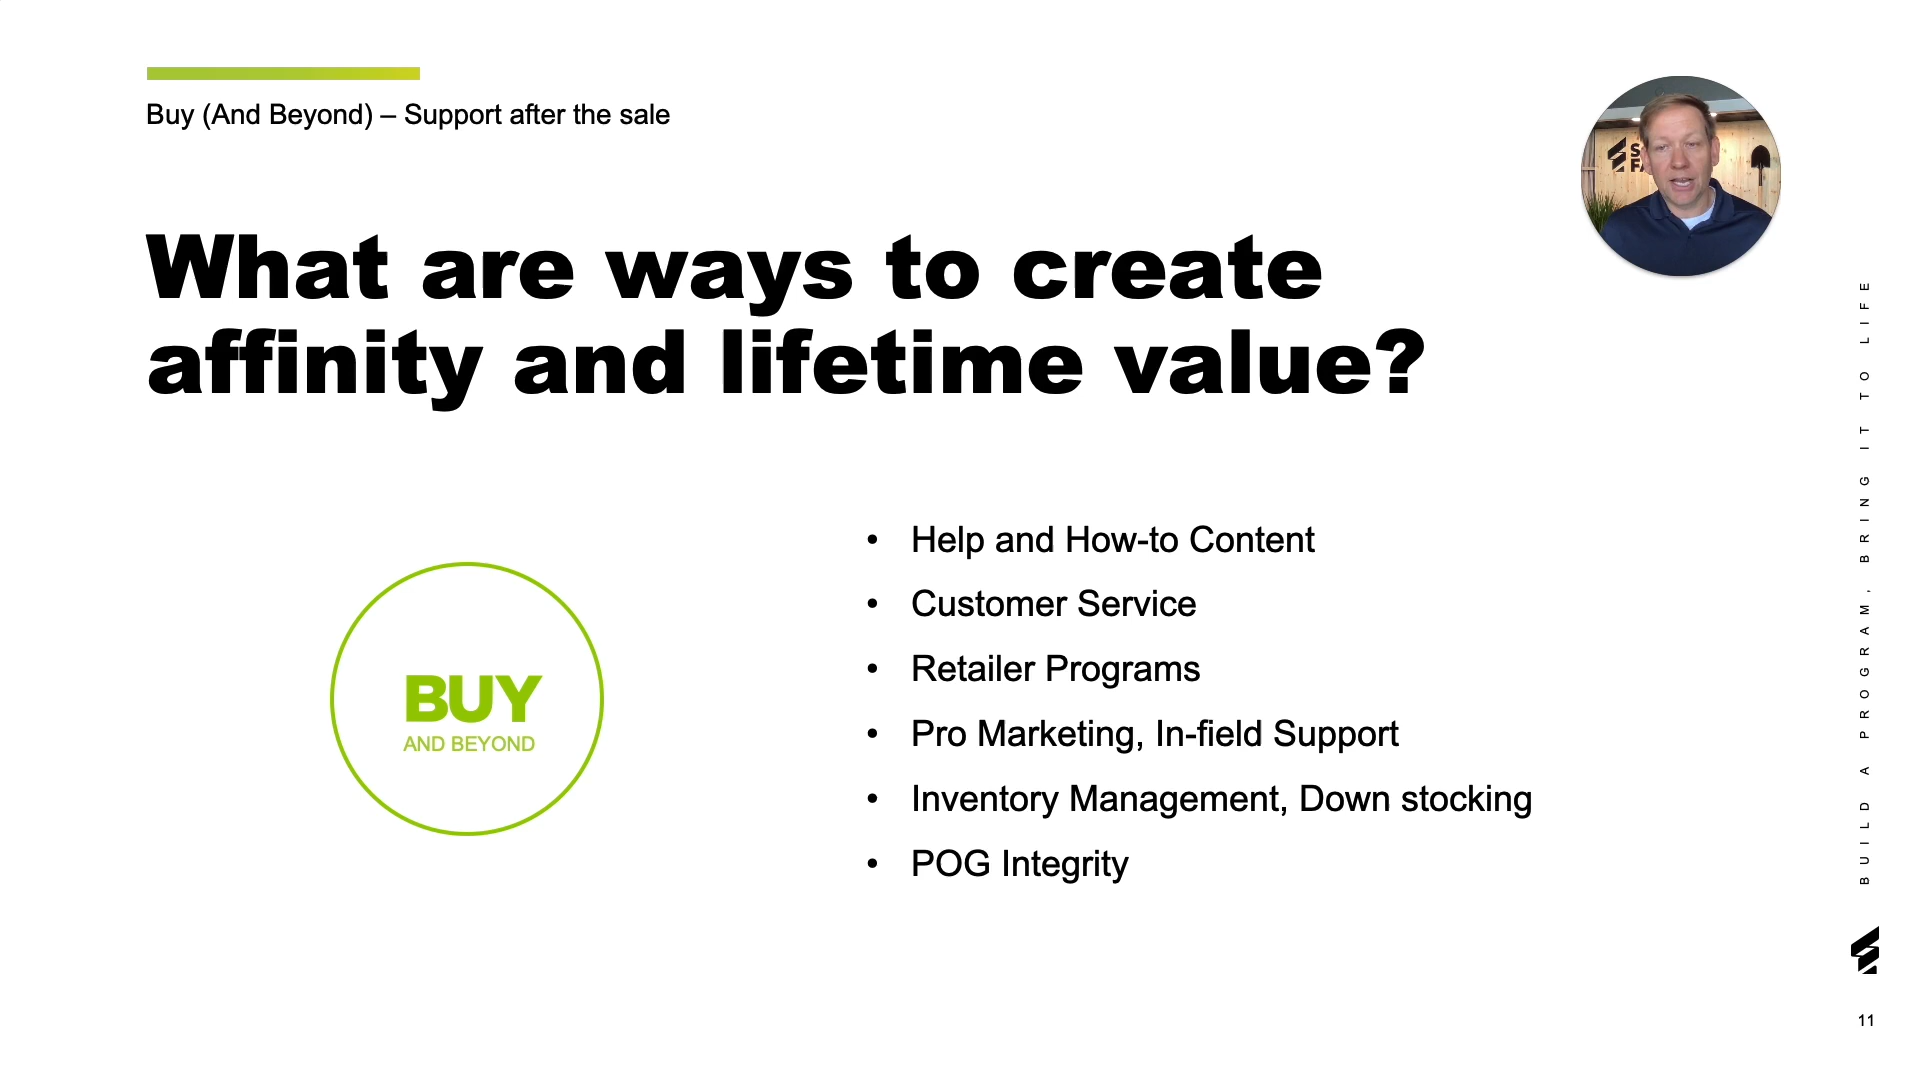 Buy (And Beyond) – Support after the sale
What are ways to create
affinity and lifetime value?
BUY
AND BEYOND
• Help and How-to Content
• Customer Service
• Retailer Programs
• Pro Marketing, In-field Support
• Inventory Management, Down stocking
• POG Integrity
BUILD A PROGRAM, BRING IT TO LIFE
11